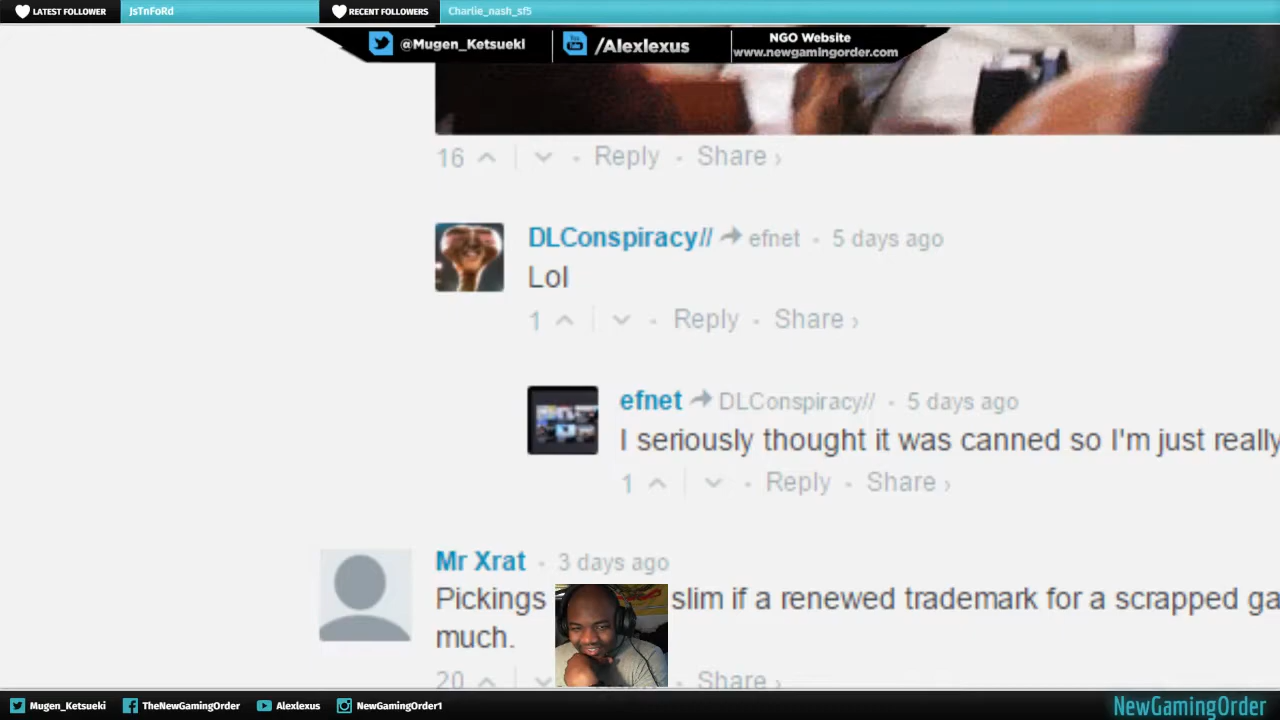 LATEST FOLLOWER JsTnFoRd RECENT FOLLOWERS Charlie_nash_sf5
@Mugen_Ketsueki /Alexlexus NGO Website
www.newgamingorder.com
16 Reply Share ›
DLConspiracy// efnet • 5 days ago
Lol
1 Reply Share ›
efnet DLConspiracy// • 5 days ago
I seriously thought it was canned so I'm just really
1 Reply Share ›
Mr Xrat • 3 days ago
Pickings slim if a renewed trademark for a scrapped ga
much.
20 Share ›
Mugen_Ketsueki TheNewGamingOrder Alexlexus NewGamingOrder1 NewGamingOrder